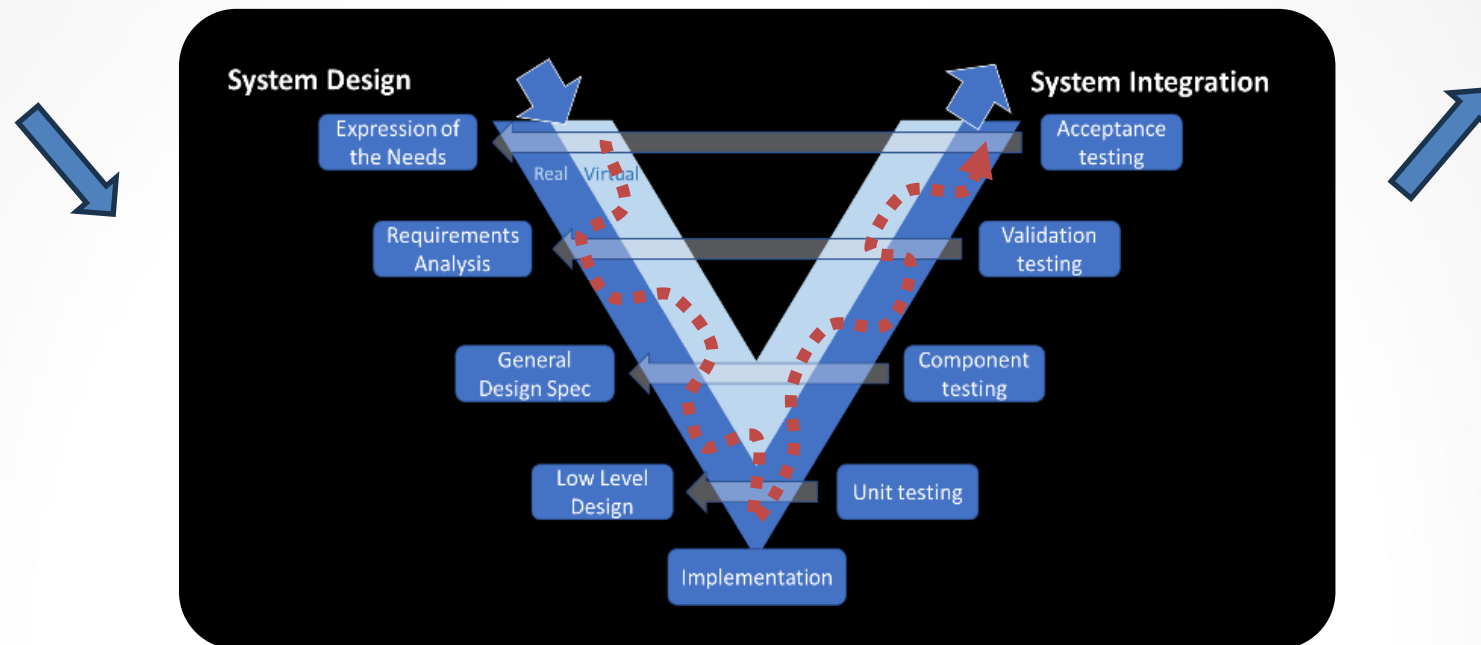 System Design
System Integration
Expression of
the Needs
Acceptance
testing
Real
Virtual
Requirements
Analysis
Validation
testing
General
Design Spec
Component
testing
Low Level
Design
Unit testing
Implementation